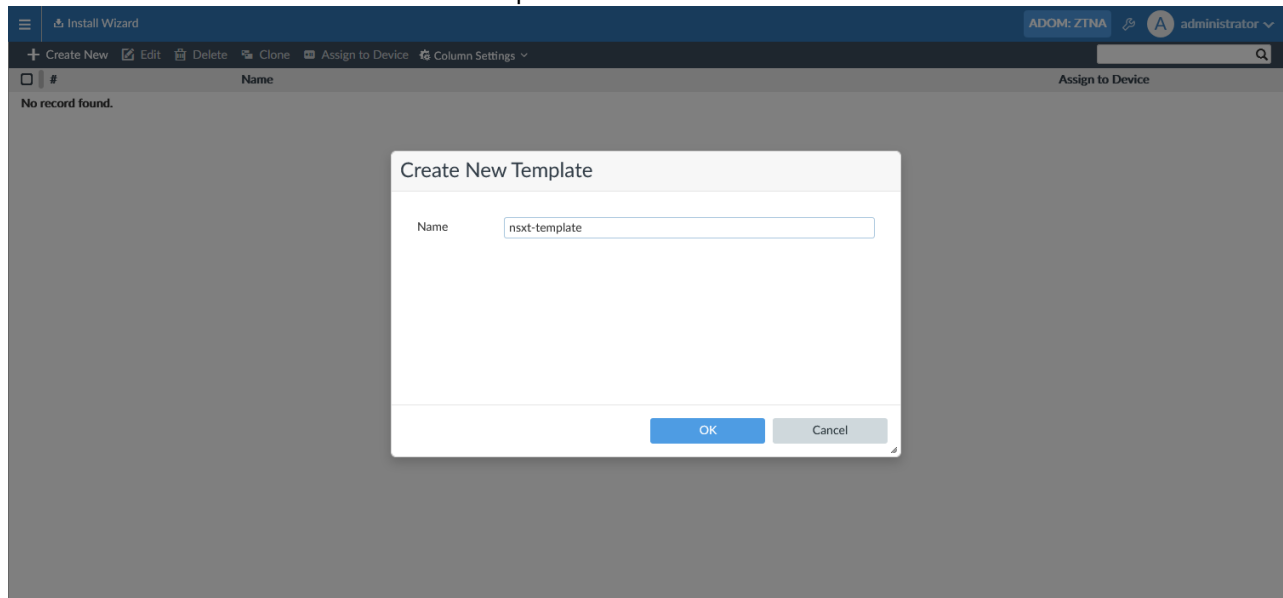 Install Wizard ADOM: ZTNA A administrator
Create New Edit Delete Clone Assign to Device Column Settings
# Name Assign to Device
No record found.
Create New Template
Name nsxt-template
OK Cancel